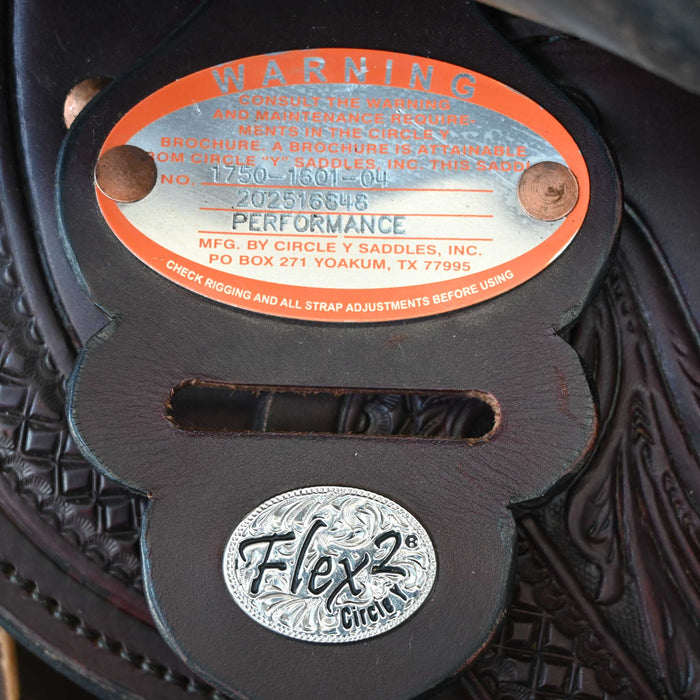 WARNING
CONSULT THE WARNING
AND MAINTENANCE REQUIRE-
MENTS IN THE CIRCLE Y
BROCHURE. A BROCHURE IS ATTAINABLE
ROM CIRCLE "Y" SADDLES, INC. THIS SADDL
NO. 1750-1601-04
202516848
PERFORMANCE
MFG. BY CIRCLE Y SADDLES, INC.
PO BOX 271 YOAKUM, TX 77995
CHECK RIGGING AND ALL STRAP ADJUSTMENTS BEFORE USING
Flex2®
Circle Y